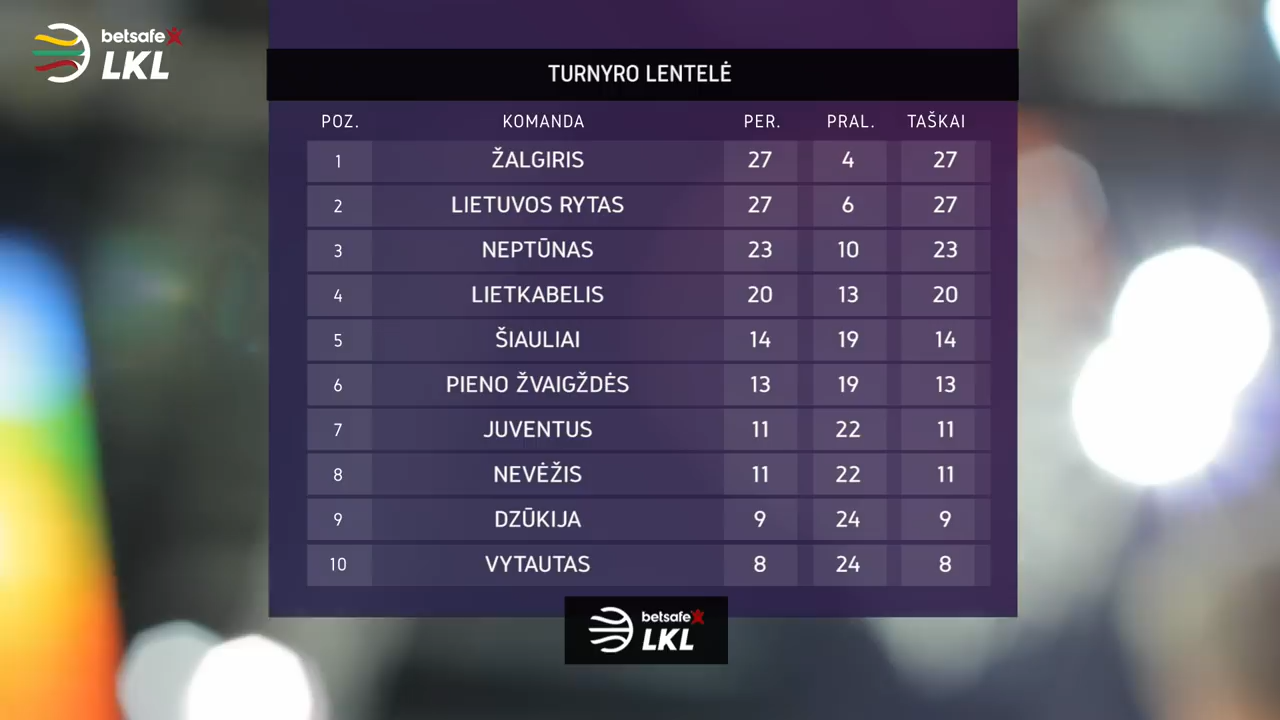 betsafe
LKL
TURNYRO LENTELĖ
POZ. KOMANDA PER. PRAL. TAŠKAI
1 ŽALGIRIS 27 4 27
2 LIETUVOS RYTAS 27 6 27
3 NEPTŪNAS 23 10 23
4 LIETKABELIS 20 13 20
5 ŠIAULIAI 14 19 14
6 PIENO ŽVAIGŽDĖS 13 19 13
7 JUVENTUS 11 22 11
8 NEVĖŽIS 11 22 11
9 DZŪKIJA 9 24 9
10 VYTAUTAS 8 24 8
betsafe
LKL